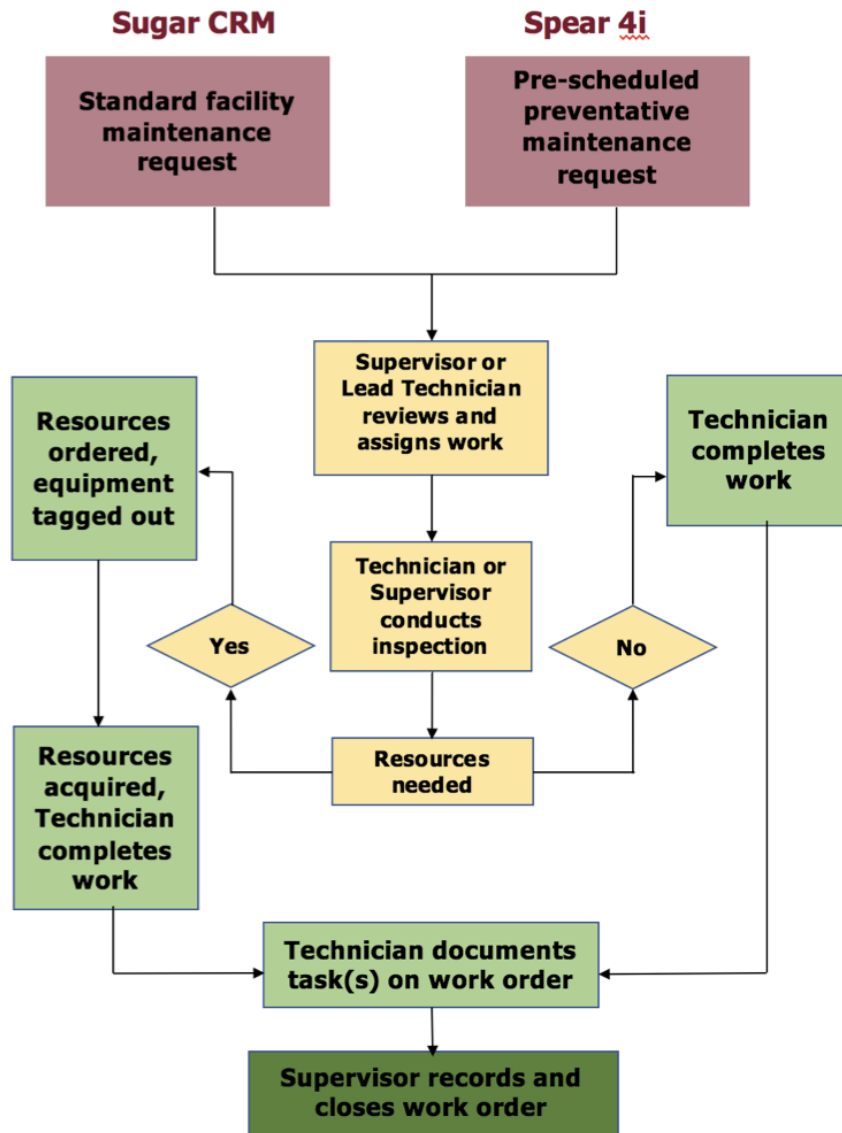 Sugar CRM
Spear 4i
Standard facility
maintenance
request
Pre-scheduled
preventative
maintenance
request
Supervisor or
Lead Technician
reviews and
assigns work
Resources
ordered,
equipment
tagged out
Technician
completes
work
Technician or
Supervisor
conducts
inspection
Yes
No
Resources
needed
Resources
acquired,
Technician
completes
work
Technician documents
task(s) on work order
Supervisor records and
closes work order